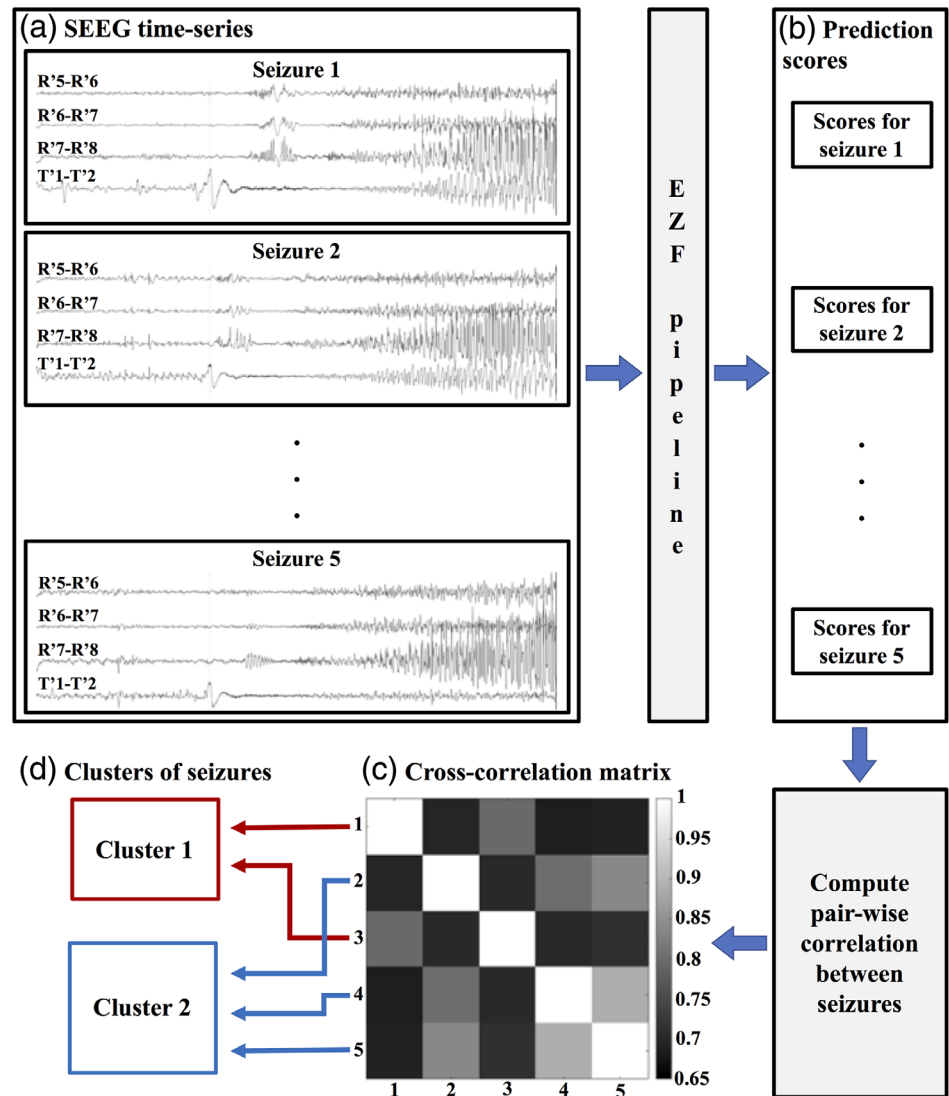 (a) SEEG time-series
Seizure 1
R'5-R'6
R'6-R'7
R'7-R'8
T'1-T'2
Seizure 2
R'5-R'6
R'6-R'7
R'7-R'8
T'1-T'2
Seizure 5
R'5-R'6
R'6-R'7
R'7-R'8
T'1-T'2
E
Z
F
p
i
p
e
l
i
n
e
(b) Prediction
scores
Scores for
seizure 1
Scores for
seizure 2
Scores for
seizure 5
(d) Clusters of seizures
Cluster 1
Cluster 2
(c) Cross-correlation matrix
1
2
3
4
5
1 2 3 4 5
1
0.95
0.9
0.85
0.8
0.75
0.7
0.65
Compute
pair-wise
correlation
between
seizures